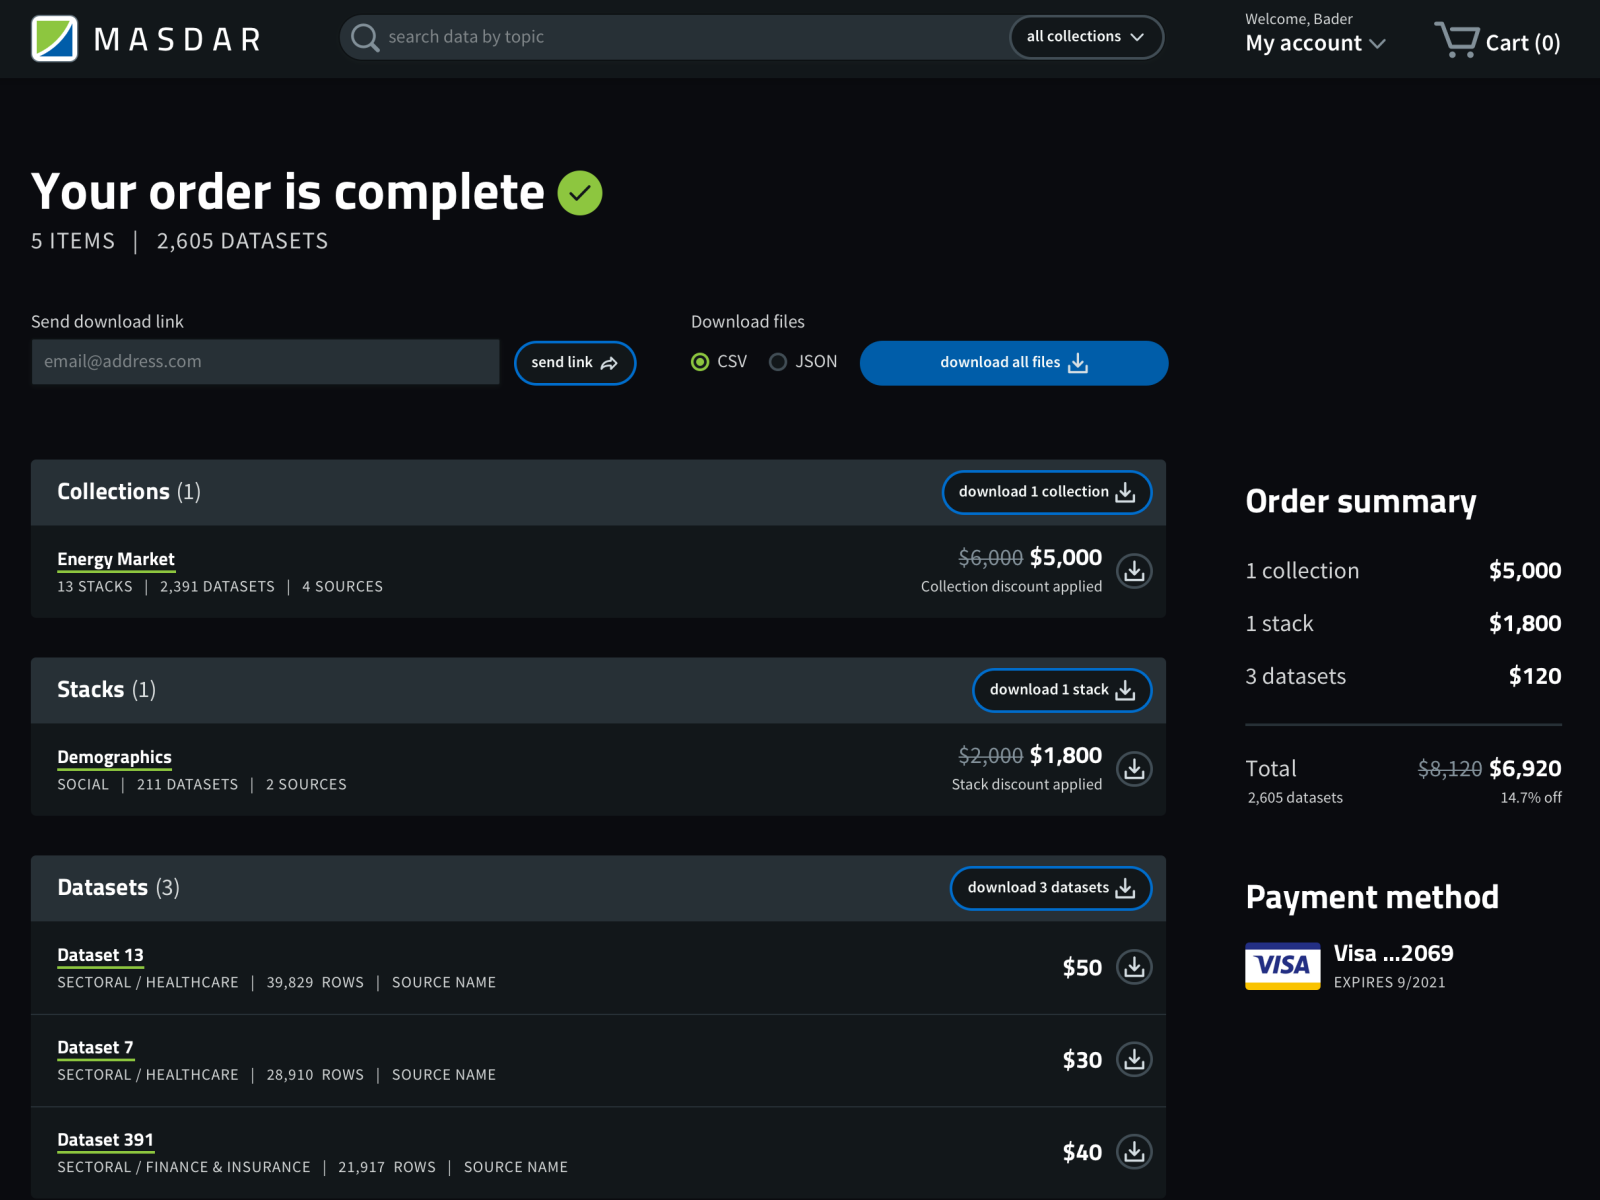 MASDAR
search data by topic
all collections
Welcome, Bader
My account
Cart (0)
Your order is complete
5 ITEMS | 2,605 DATASETS
Send download link
email@address.com
send link
Download files
CSV
JSON
download all files
Collections (1)
download 1 collection
Energy Market
$6,000 $5,000
13 STACKS | 2,391 DATASETS | 4 SOURCES
Collection discount applied
Stacks (1)
download 1 stack
Demographics
$2,000 $1,800
SOCIAL | 211 DATASETS | 2 SOURCES
Stack discount applied
Datasets (3)
download 3 datasets
Dataset 13
SECTORAL / HEALTHCARE | 39,829 ROWS | SOURCE NAME
$50
Dataset 7
SECTORAL / HEALTHCARE | 28,910 ROWS | SOURCE NAME
$30
Dataset 391
SECTORAL / FINANCE & INSURANCE | 21,917 ROWS | SOURCE NAME
$40
Order summary
1 collection $5,000
1 stack $1,800
3 datasets $120
Total $8,120 $6,920
2,605 datasets 14.7% off
Payment method
VISA
Visa ...2069
EXPIRES 9/2021